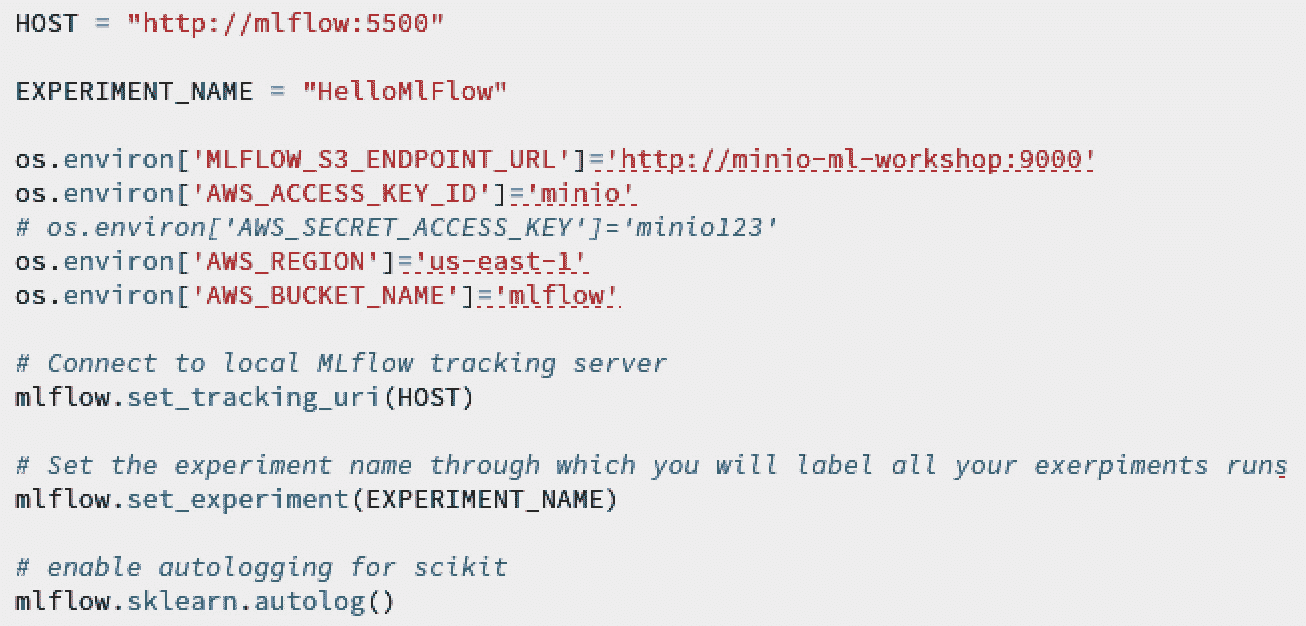 HOST = "http://mlflow:5500"
EXPERIMENT_NAME = "HelloMlFlow"
os.environ['MLFLOW_S3_ENDPOINT_URL']='http://minio-ml-workshop:9000'
os.environ['AWS_ACCESS_KEY_ID']='minio'
# os.environ['AWS_SECRET_ACCESS_KEY']='minio123'
os.environ['AWS_REGION']='us-east-1'
os.environ['AWS_BUCKET_NAME']='mlflow'
# Connect to local MLflow tracking server
mlflow.set_tracking_uri(HOST)
# Set the experiment name through which you will label all your exerpiments runs
mlflow.set_experiment(EXPERIMENT_NAME)
# enable autologging for scikit
mlflow.sklearn.autolog()